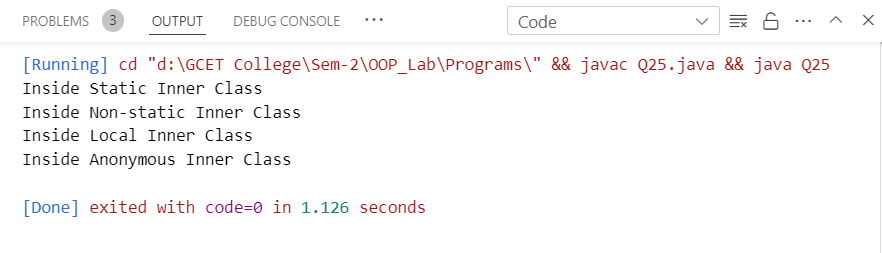 PROBLEMS 3 OUTPUT DEBUG CONSOLE ··· Code ···
[Running] cd "d:\GCET College\Sem-2\OOP_Lab\Programs\" && javac Q25.java && java Q25
Inside Static Inner Class
Inside Non-static Inner Class
Inside Local Inner Class
Inside Anonymous Inner Class
[Done] exited with code=0 in 1.126 seconds